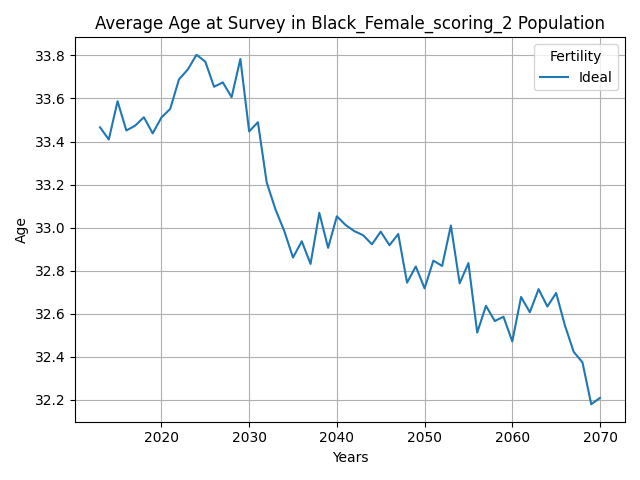 Average Age at Survey in Black_Female_scoring_2 Population
Fertility
Ideal
33.8
33.6
33.4
33.2
33.0
32.8
32.6
32.4
32.2
Age
2020 2030 2040 2050 2060 2070
Years